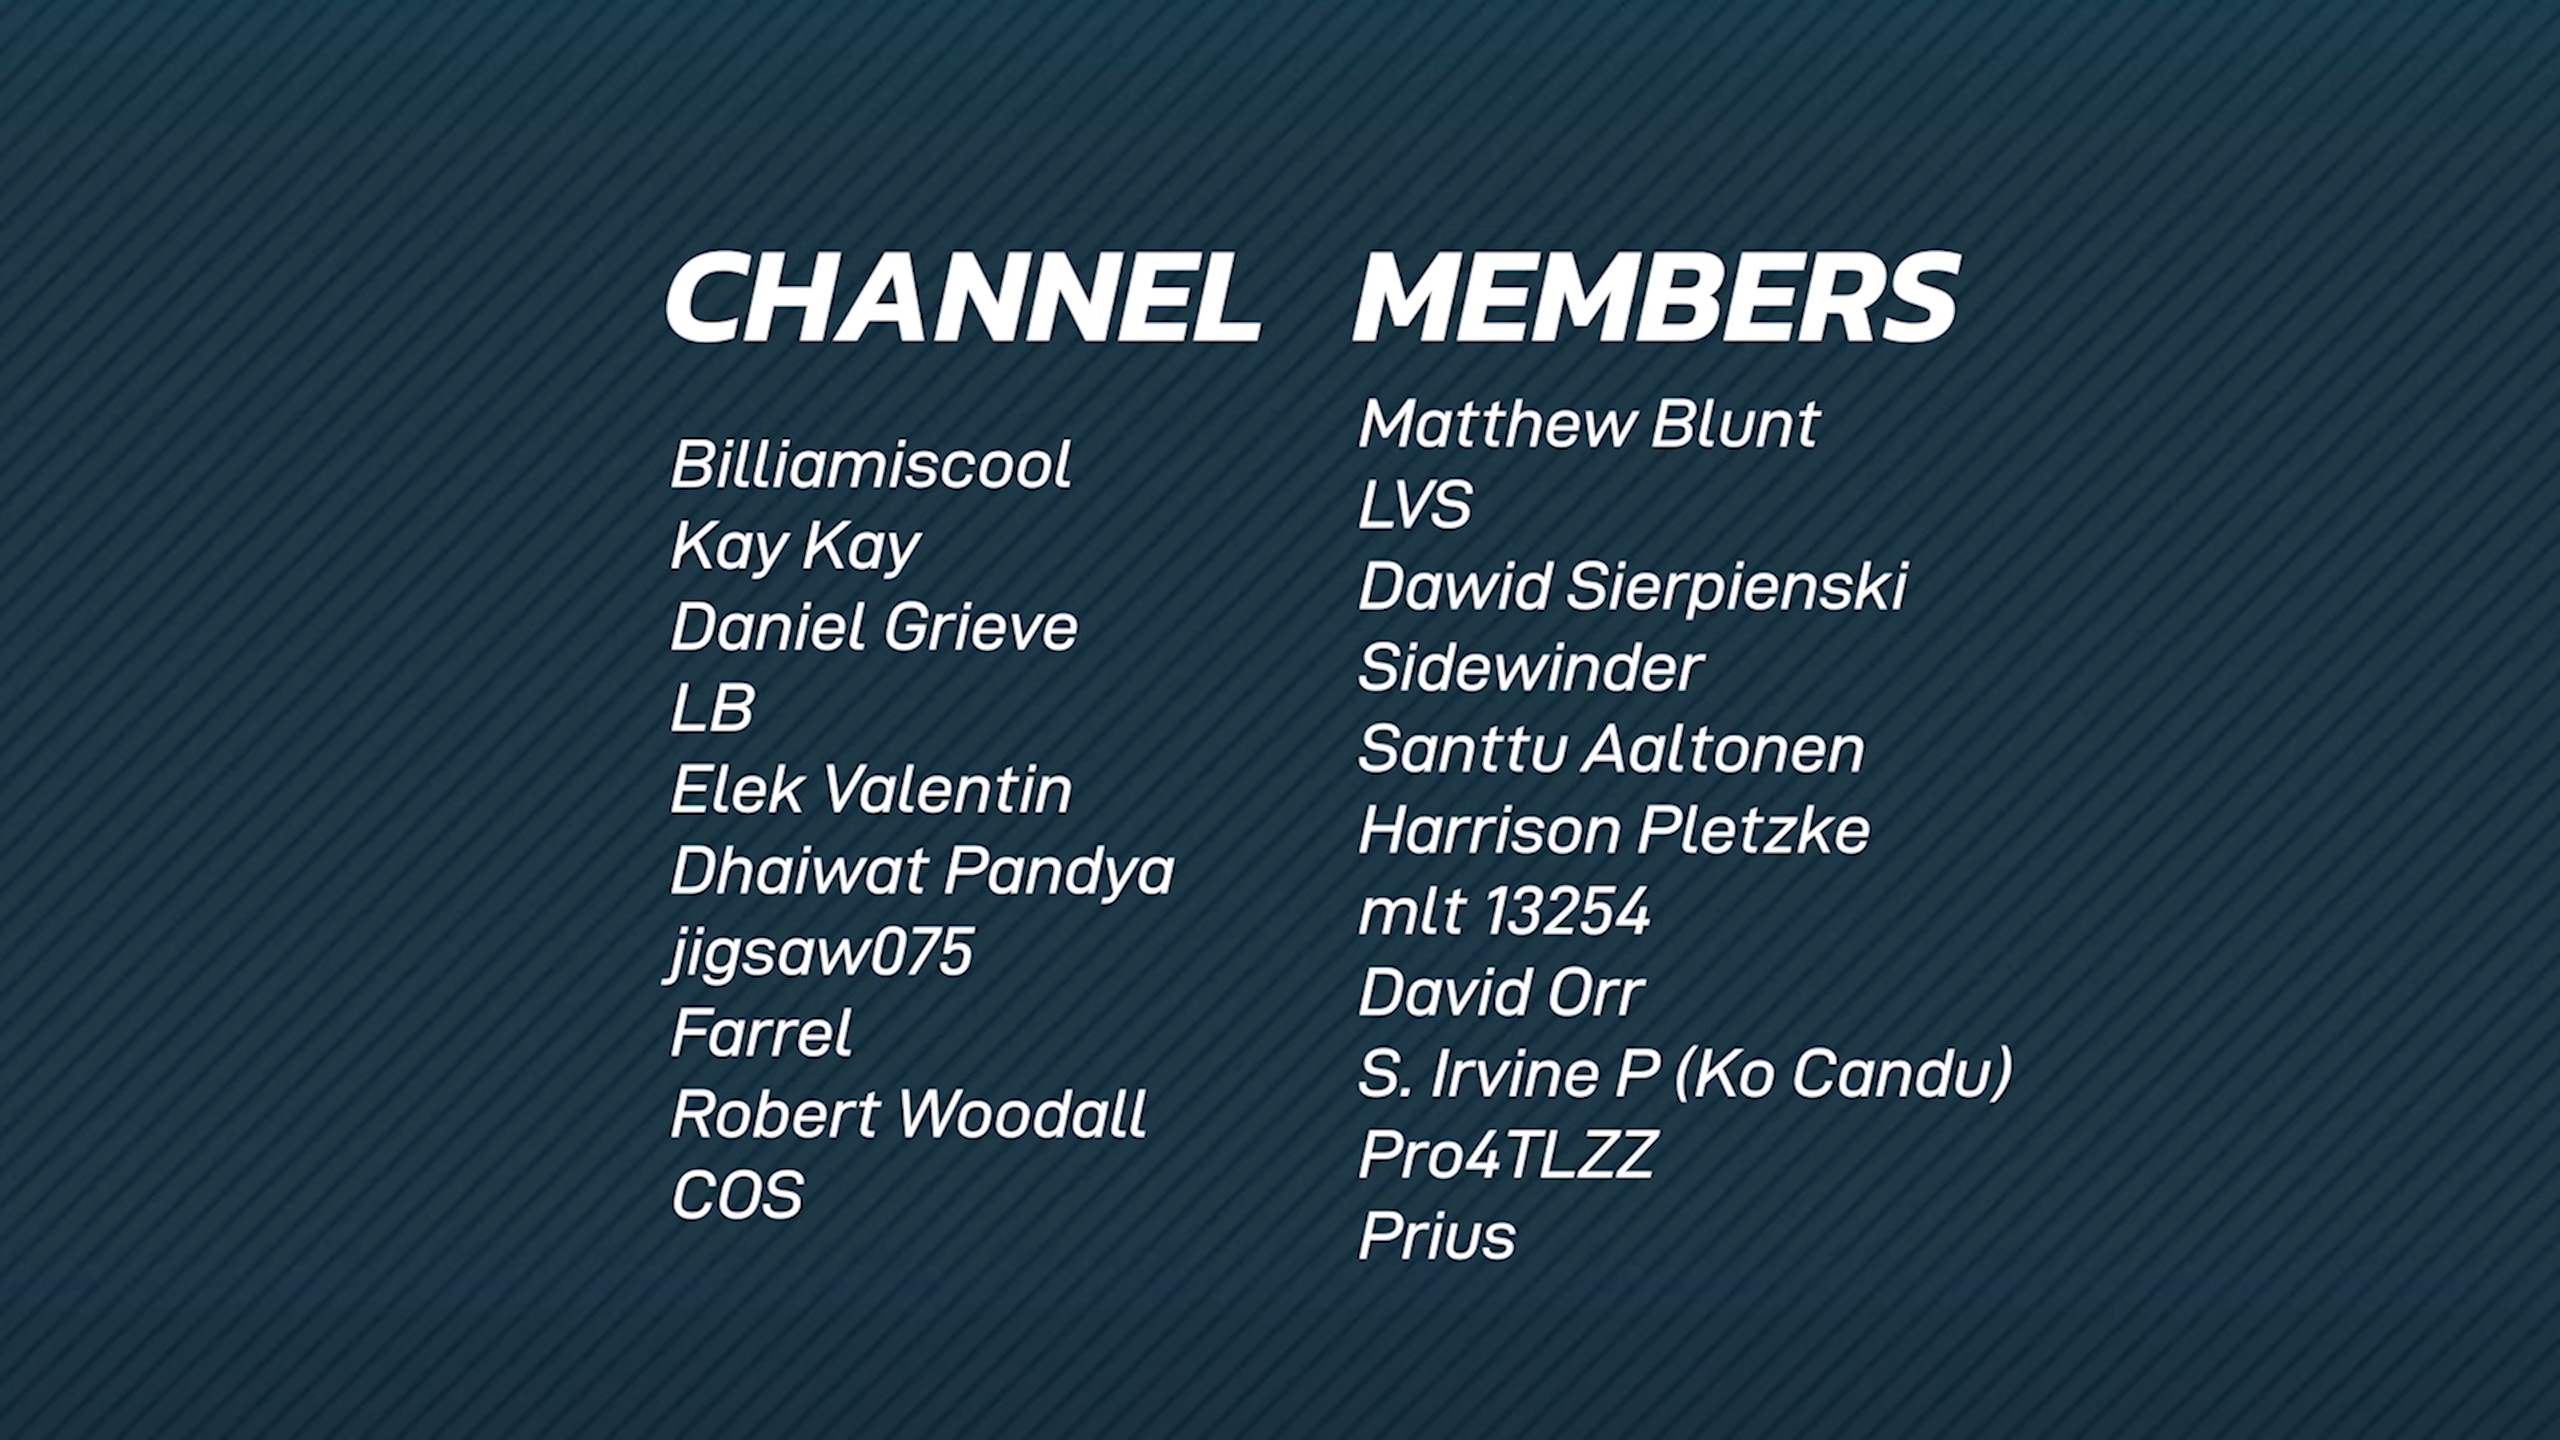 CHANNEL MEMBERS
Billiamiscool
Kay Kay
Daniel Grieve
LB
Elek Valentin
Dhaiwat Pandya
jigsaw075
Farrel
Robert Woodall
COS
Matthew Blunt
LVS
Dawid Sierpienski
Sidewinder
Santtu Aaltonen
Harrison Pletzke
mlt 13254
David Orr
S. Irvine P (Ko Candu)
Pro4TLZZ
Prius